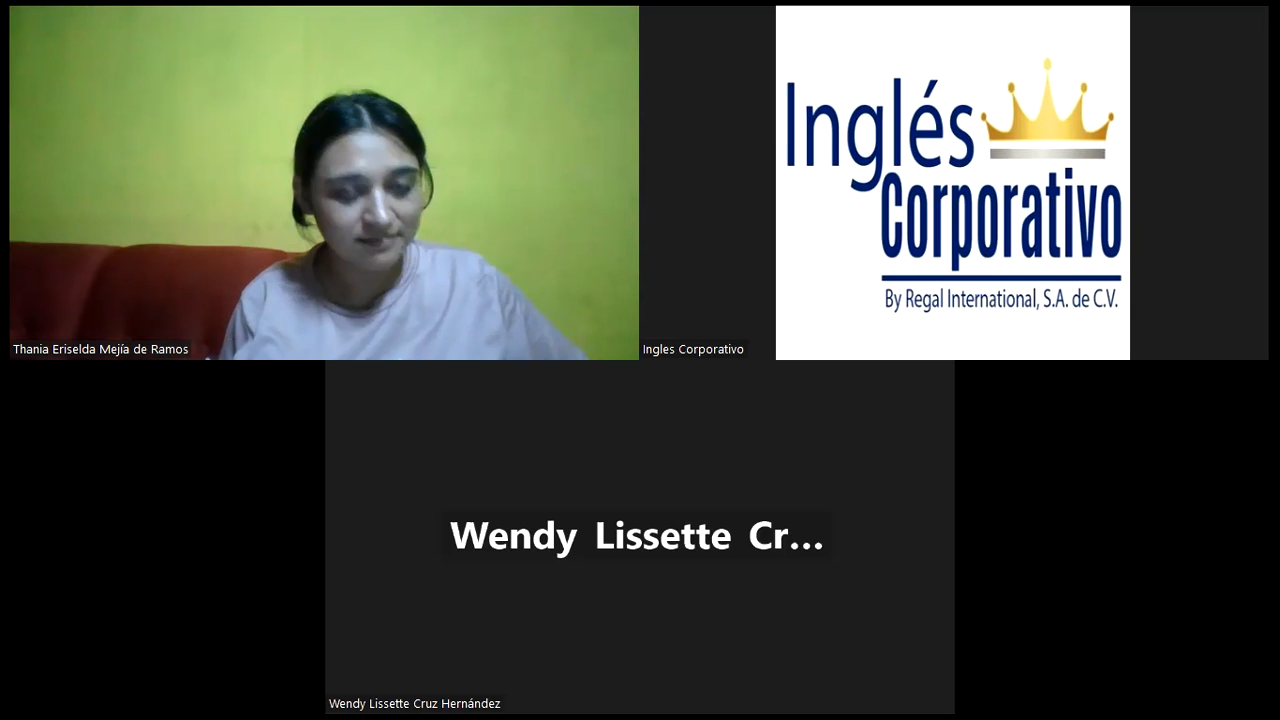 Inglés
Corporativo
By Regal International, S.A. de C.V.
Thania Eriselda Mejía de Ramos
Ingles Corporativo
Wendy Lissette Cr...
Wendy Lissette Cruz Hernández